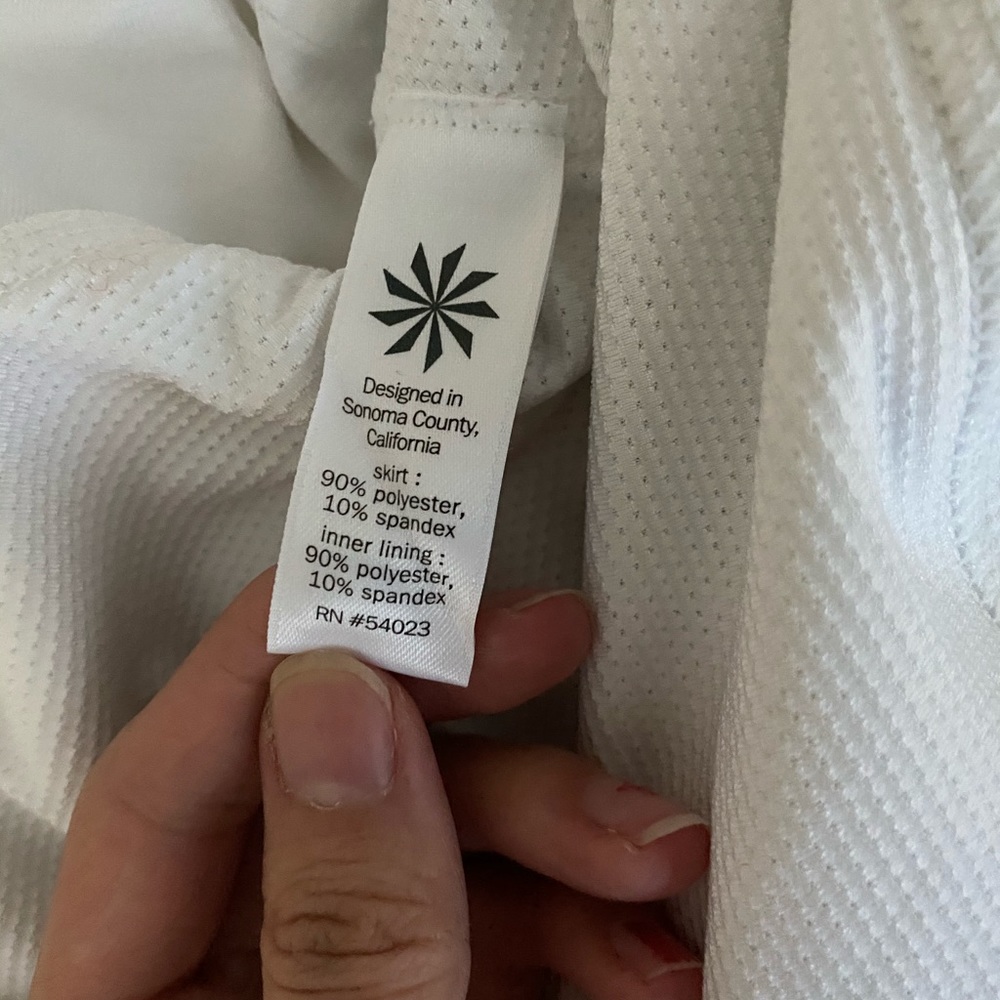 Designed in
Sonoma County,
California
skirt :
90% polyester,
10% spandex
inner lining :
90% polyester,
10% spandex
RN #54023